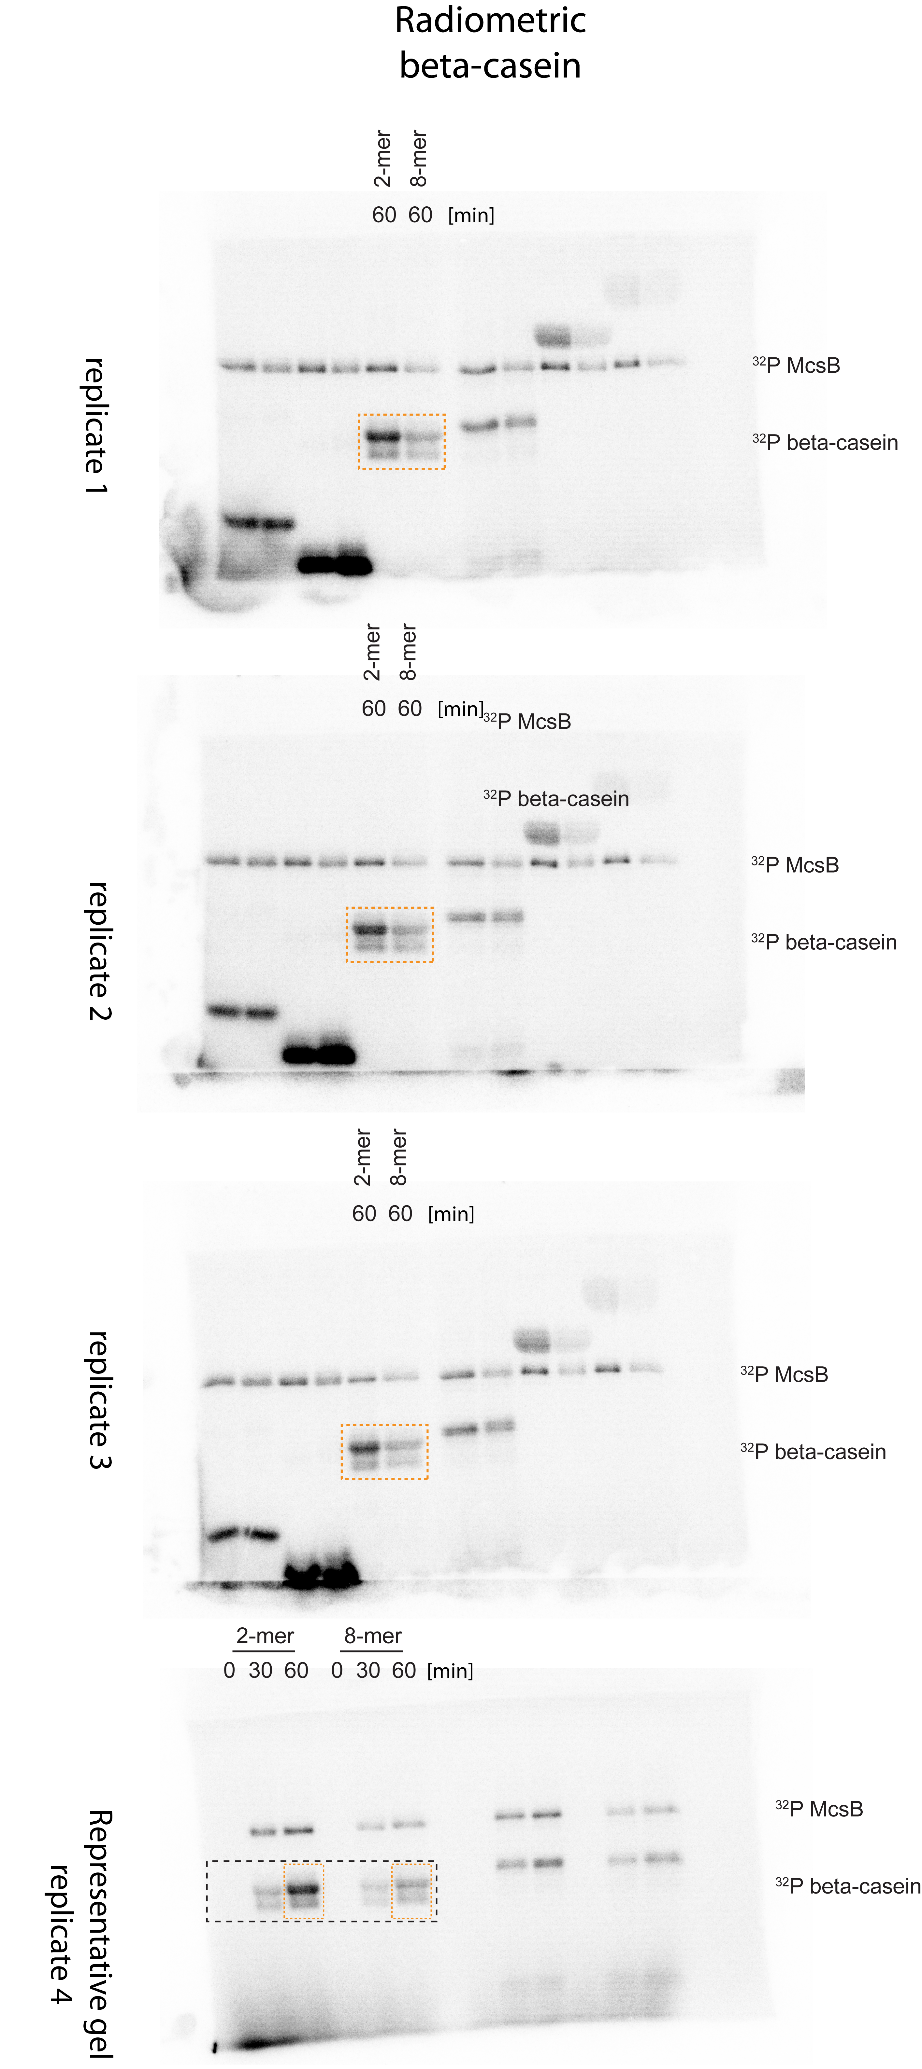 Radiometric
beta-casein
2-mer 8-mer
60 60 [min]
replicate 1
³²P McsB
³²P beta-casein
2-mer 8-mer
60 60 [min]
³²P McsB
³²P beta-casein
replicate 2
³²P McsB
³²P beta-casein
2-mer 8-mer
60 60 [min]
replicate 3
³²P McsB
³²P beta-casein
2-mer 8-mer
0 30 60 0 30 60 [min]
Representative gel
replicate 4
³²P McsB
³²P beta-casein